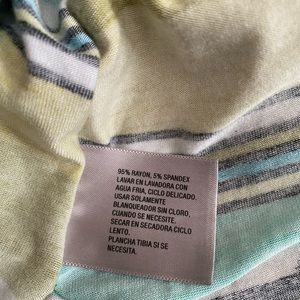 95% RAYON, 5% SPANDEX
LAVAR EN LAVADORA CON
AGUA FRIA, CICLO DELICADO.
USAR SOLAMENTE
BLANQUEADOR SIN CLORO,
CUANDO SE NECESITE.
SECAR EN SECADORA CICLO
LENTO.
PLANCHA TIBIA SI SE
NECESITA.